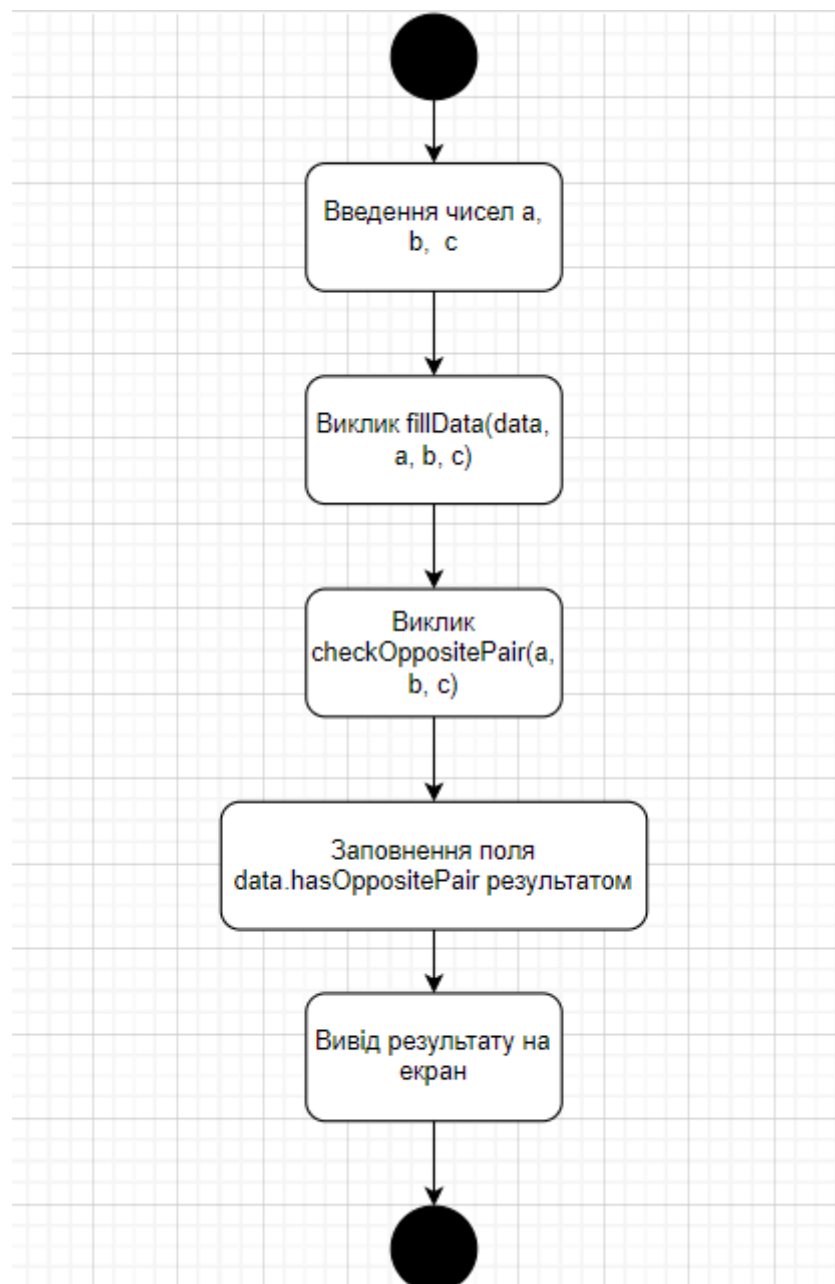 Введення чисел a,
b, c
Виклик fillData(data,
a, b, c)
Виклик
checkOppositePair(a,
b, c)
Заповнення поля
data.hasOppositePair результатом
Вивід результату на
екран